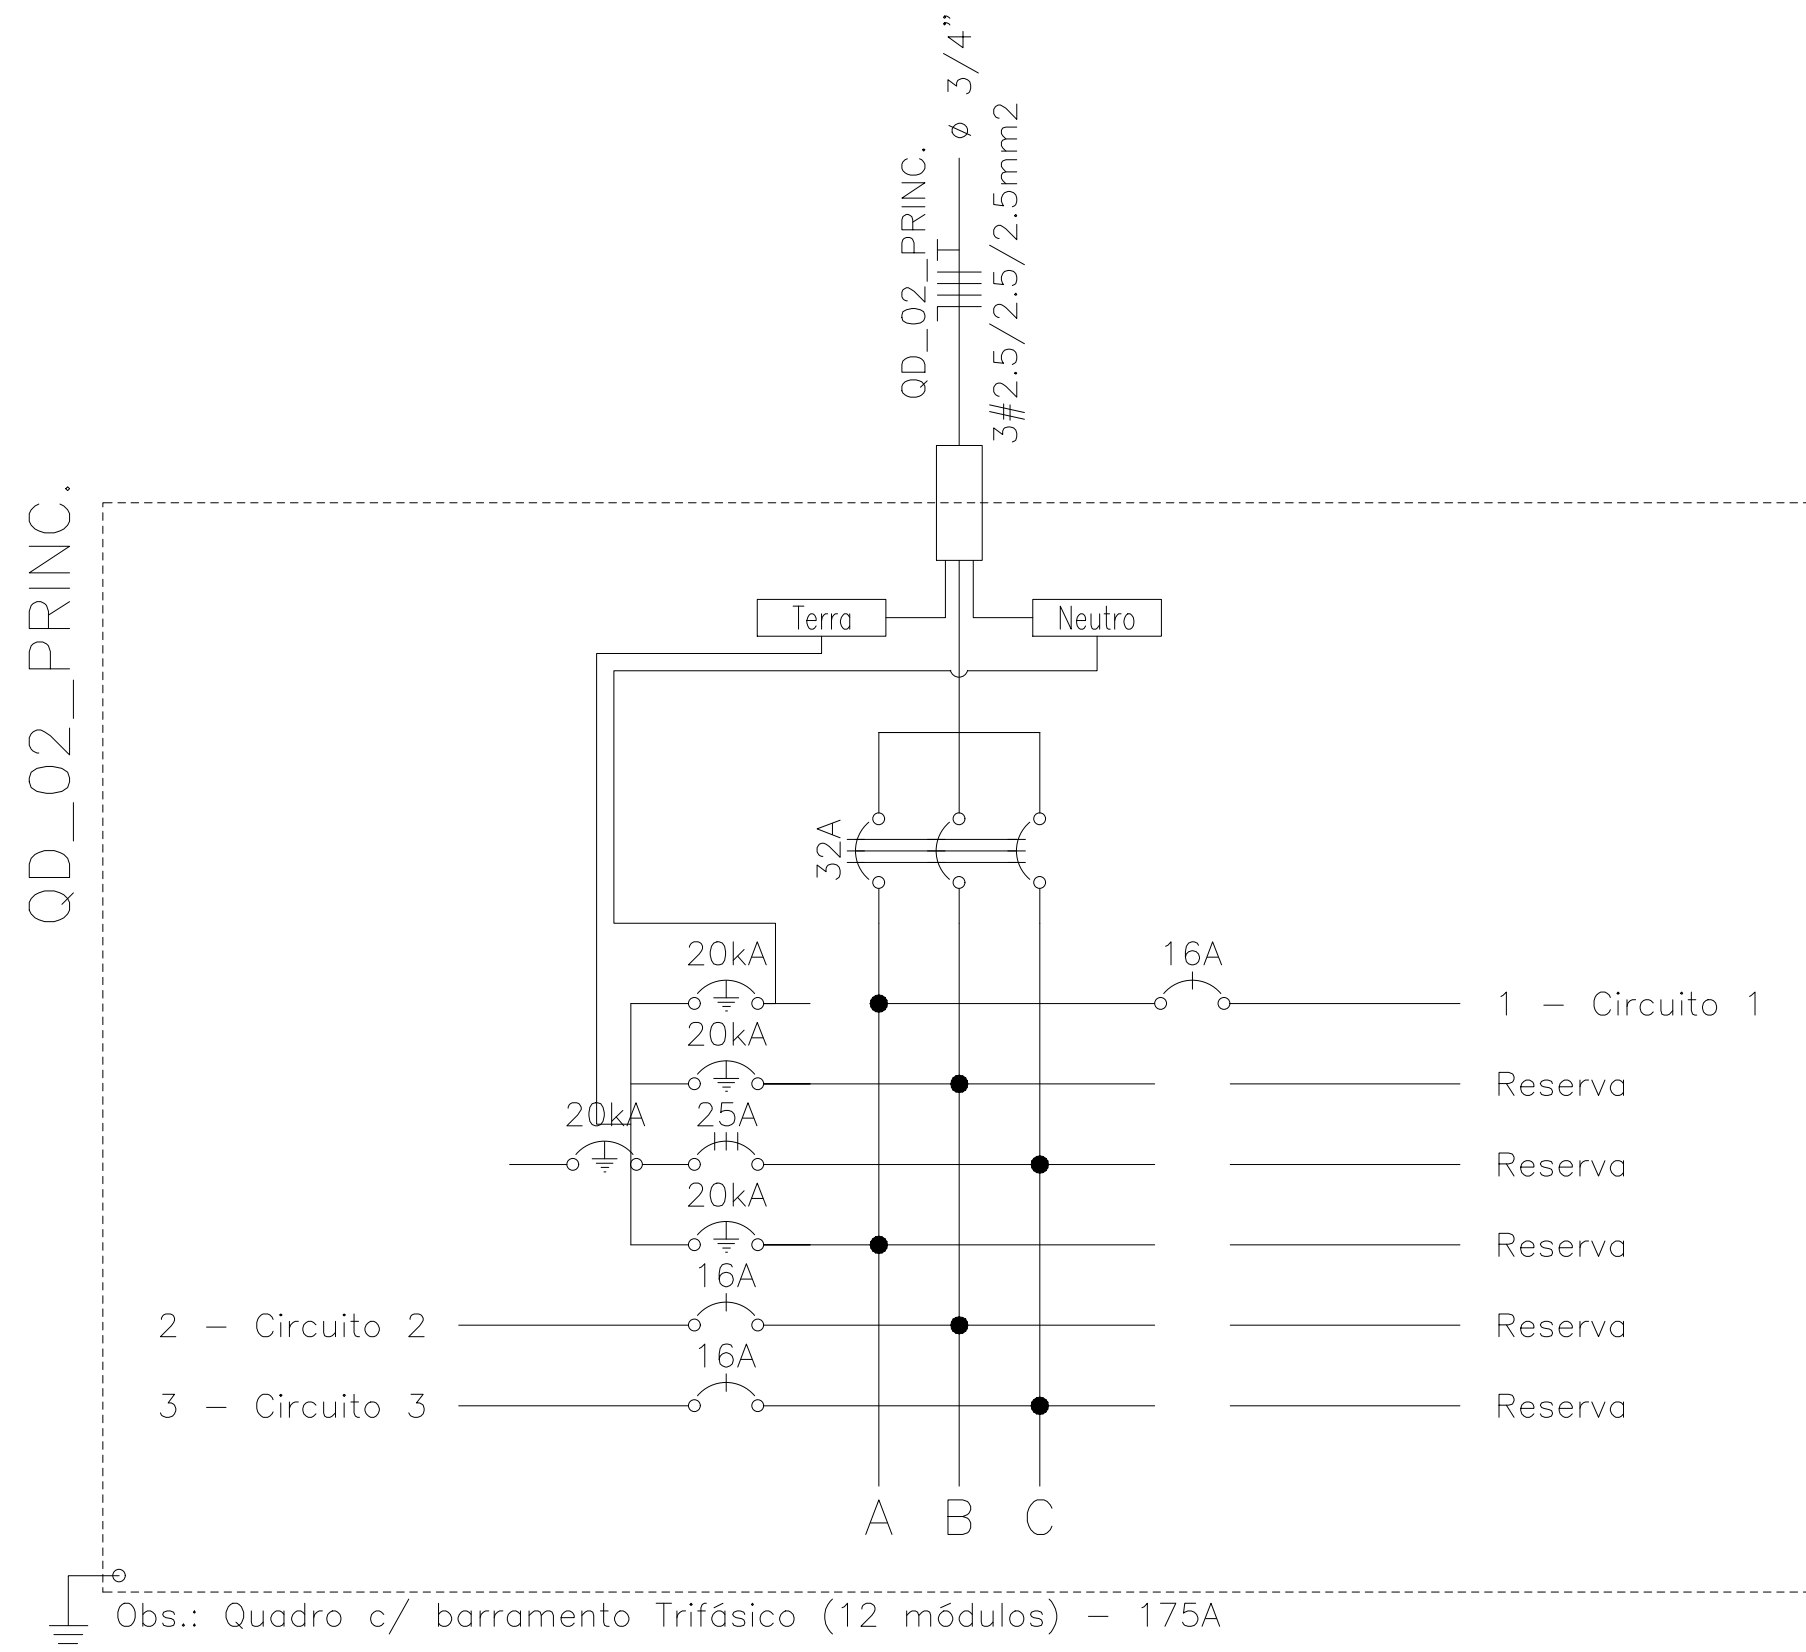 ø 3/4"
QD_02_PRINC.
3#2.5/2.5/2.5mm2
QD_02_PRINC.
Terra
Neutro
32A
20kA
16A
1 - Circuito 1
20kA
Reserva
20kA
25A
Reserva
20kA
Reserva
16A
2 - Circuito 2
Reserva
16A
3 - Circuito 3
Reserva
A B C
Obs.: Quadro c/ barramento Trifásico (12 módulos) - 175A